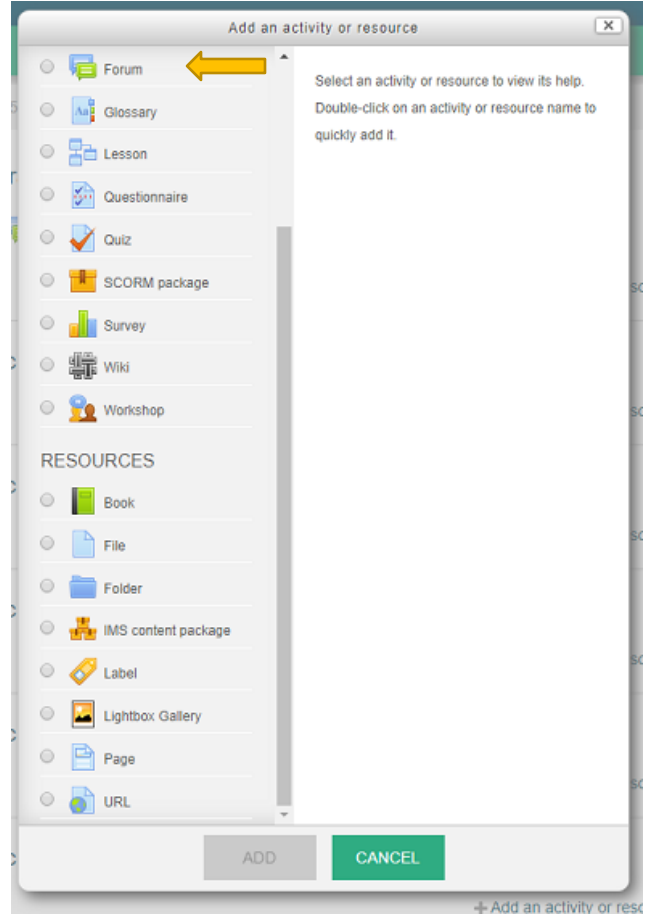 Add an activity or resource
Forum
Glossary
Lesson
Questionnaire
Quiz
SCORM package
Survey
Wiki
Workshop
RESOURCES
Book
File
Folder
IMS content package
Label
Lightbox Gallery
Page
URL
Select an activity or resource to view its help.
Double-click on an activity or resource name to
quickly add it.
ADD
CANCEL
Add an activity or